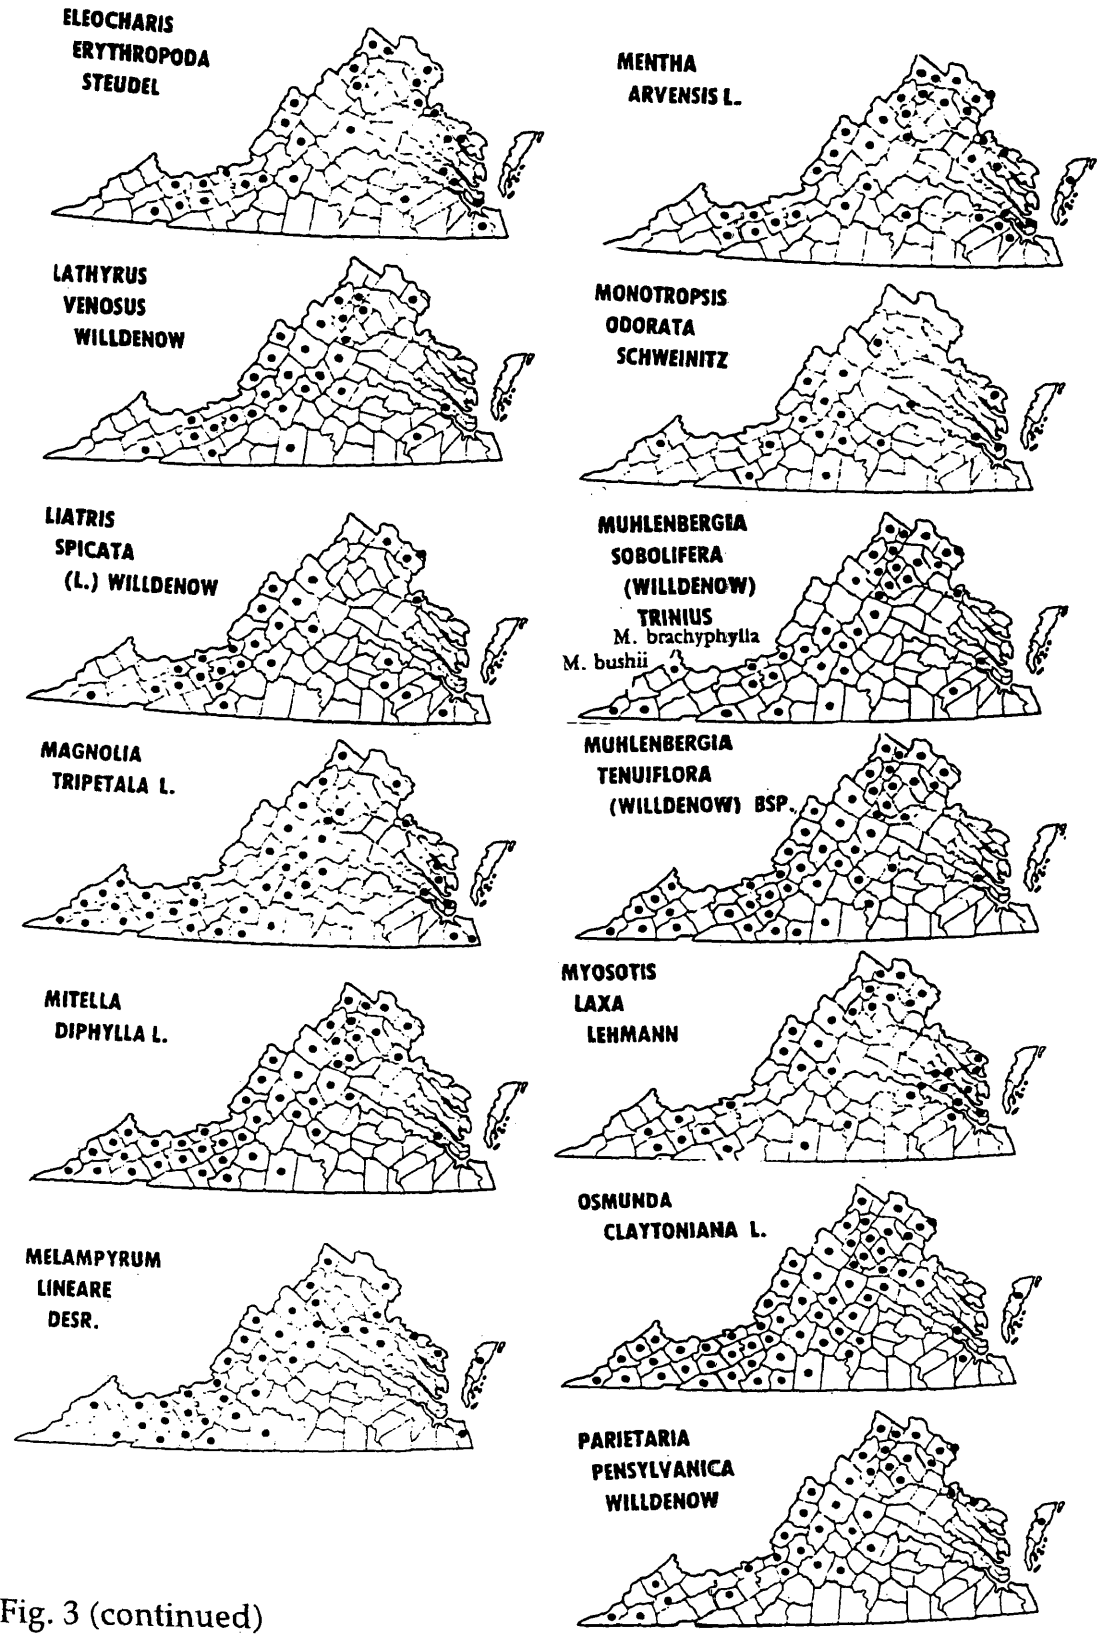 ELEOCHARIS
ERYTHROPODA
STEUDEL
LATHYRUS
VENOSUS
WILLDENOW
LIATRIS
SPICATA
(L.) WILLDENOW
MAGNOLIA
TRIPETALA L.
MITELLA
DIPHYLLA L.
MELAMPYRUM
LINEARE
DESR.
MENTHA
ARVENSIS L.
MONOTROPSIS
ODORATA
SCHWEINITZ
MUHLENBERGIA
SOBOLIFERA
(WILLDENOW)
TRINIUS
M. brachyphylla
M. bushii
MUHLENBERGIA
TENUIFLORA
(WILLDENOW) BSP.
MYOSOTIS
LAXA
LEHMANN
OSMUNDA
CLAYTONIANA L.
PARIETARIA
PENSYLVANICA
WILLDENOW
Fig. 3 (continued)